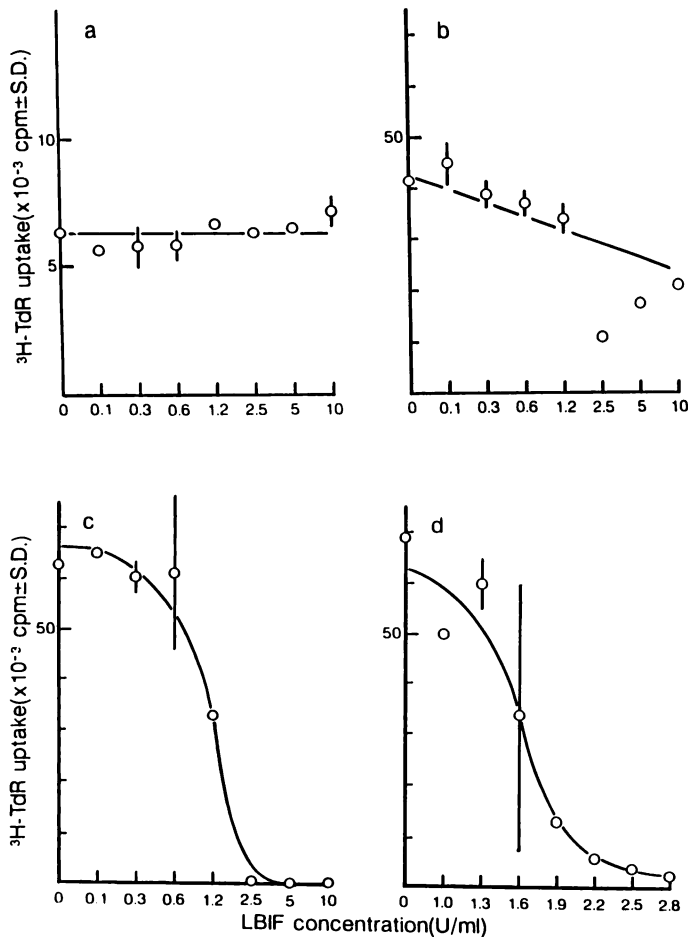 a
b
³H-TdR uptake(x10⁻³ cpm±S.D.)
10
5
50
0 0.1 0.3 0.6 1.2 2.5 5 10
0 0.1 0.3 0.6 1.2 2.5 5 10
c
d
³H-TdR uptake(x10⁻³ cpm±S.D.)
50
50
0 0.1 0.3 0.6 1.2 2.5 5 10
0 1.0 1.3 1.6 1.9 2.2 2.5 2.8
LBIF concentration(U/ml)